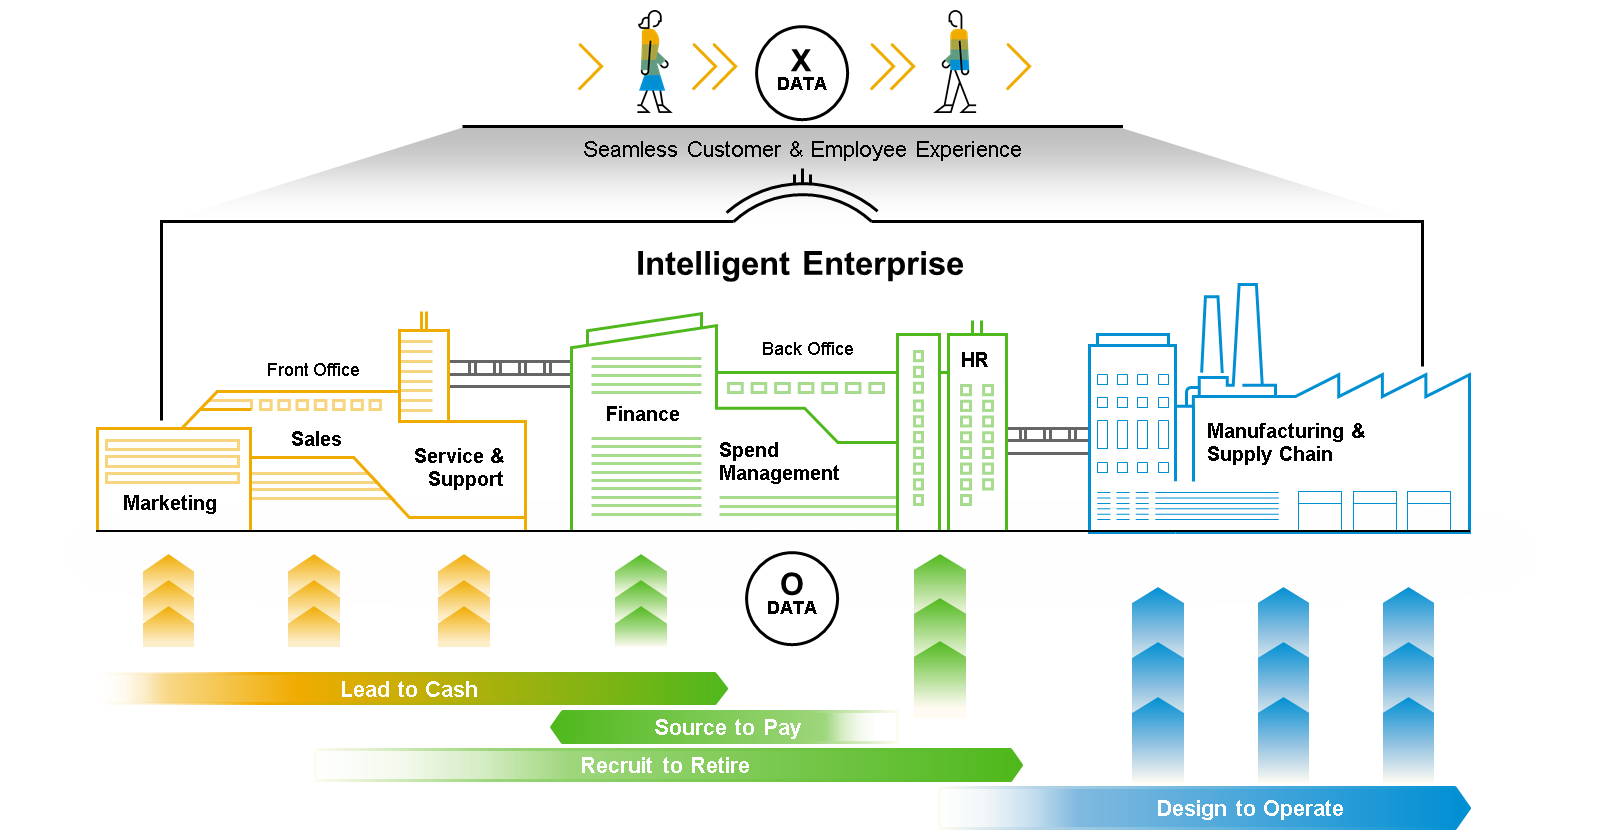 X
DATA
Seamless Customer & Employee Experience
Intelligent Enterprise
Front Office
Back Office
HR
Finance
Sales
Manufacturing &
Supply Chain
Service &
Support
Spend
Management
Marketing
O
DATA
Lead to Cash
Source to Pay
Recruit to Retire
Design to Operate